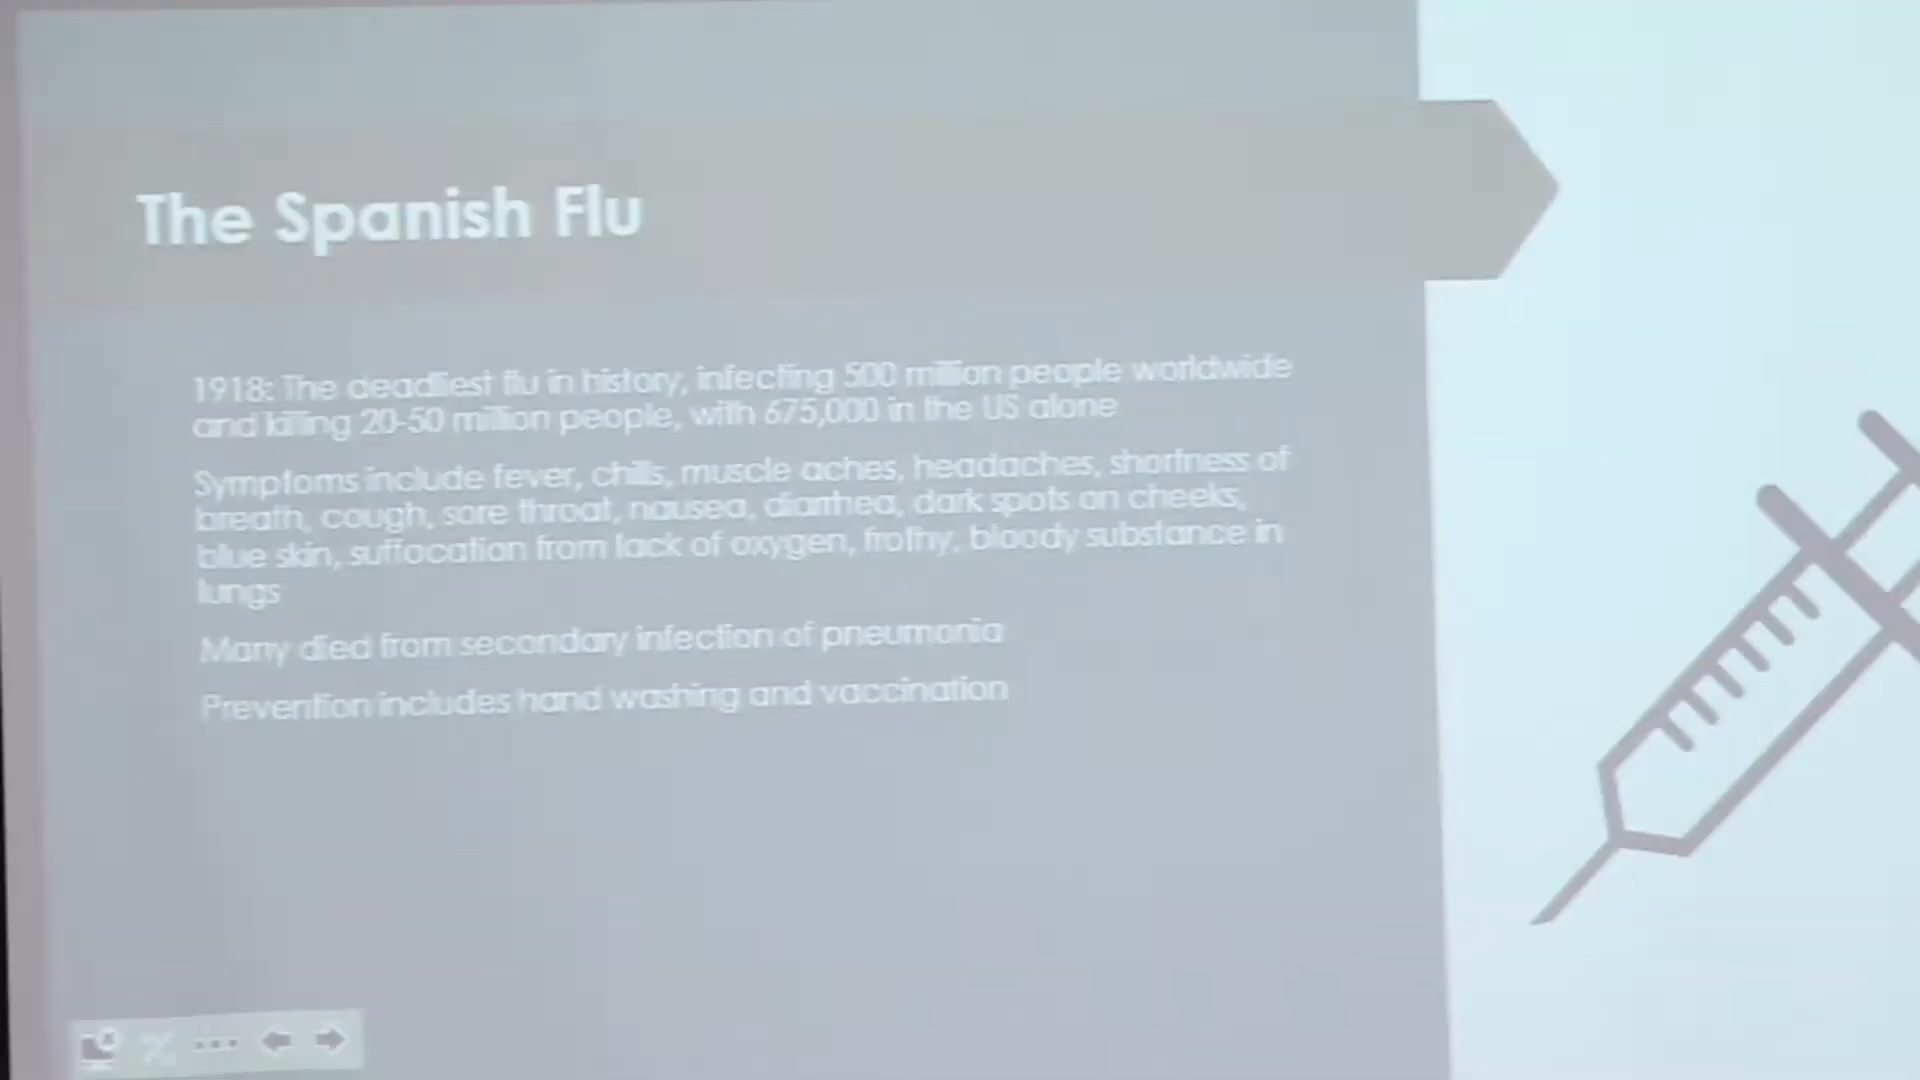 The Spanish Flu
1918: The deadliest flu in history, infecting 500 million people worldwide
and killing 20-50 million people, with 675,000 in the US alone
Symptoms include fever, chills, muscle aches, headaches, shortness of
breath, cough, sore throat, nausea, diarrhea, dark spots on cheeks,
blue skin, suffocation from lack of oxygen, frothy, bloody substance in
lungs
Many died from secondary infection of pneumonia
Prevention includes hand washing and vaccination